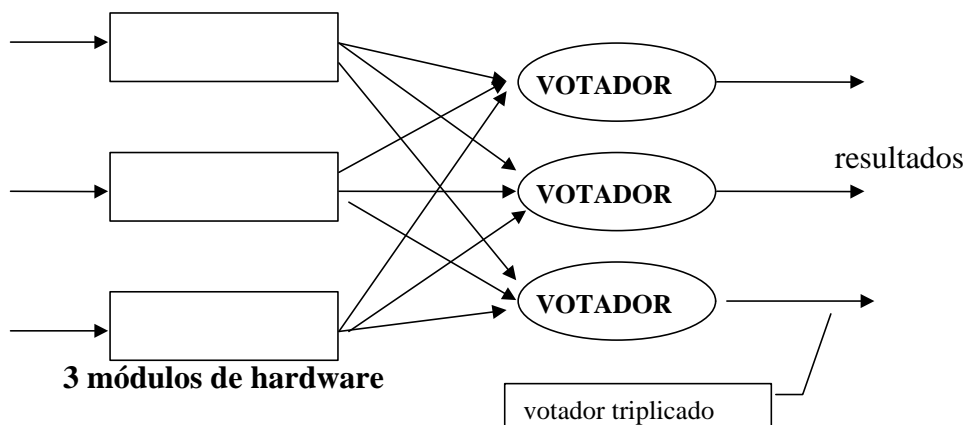 VOTADOR
resultados
VOTADOR
VOTADOR
3 módulos de hardware
votador triplicado